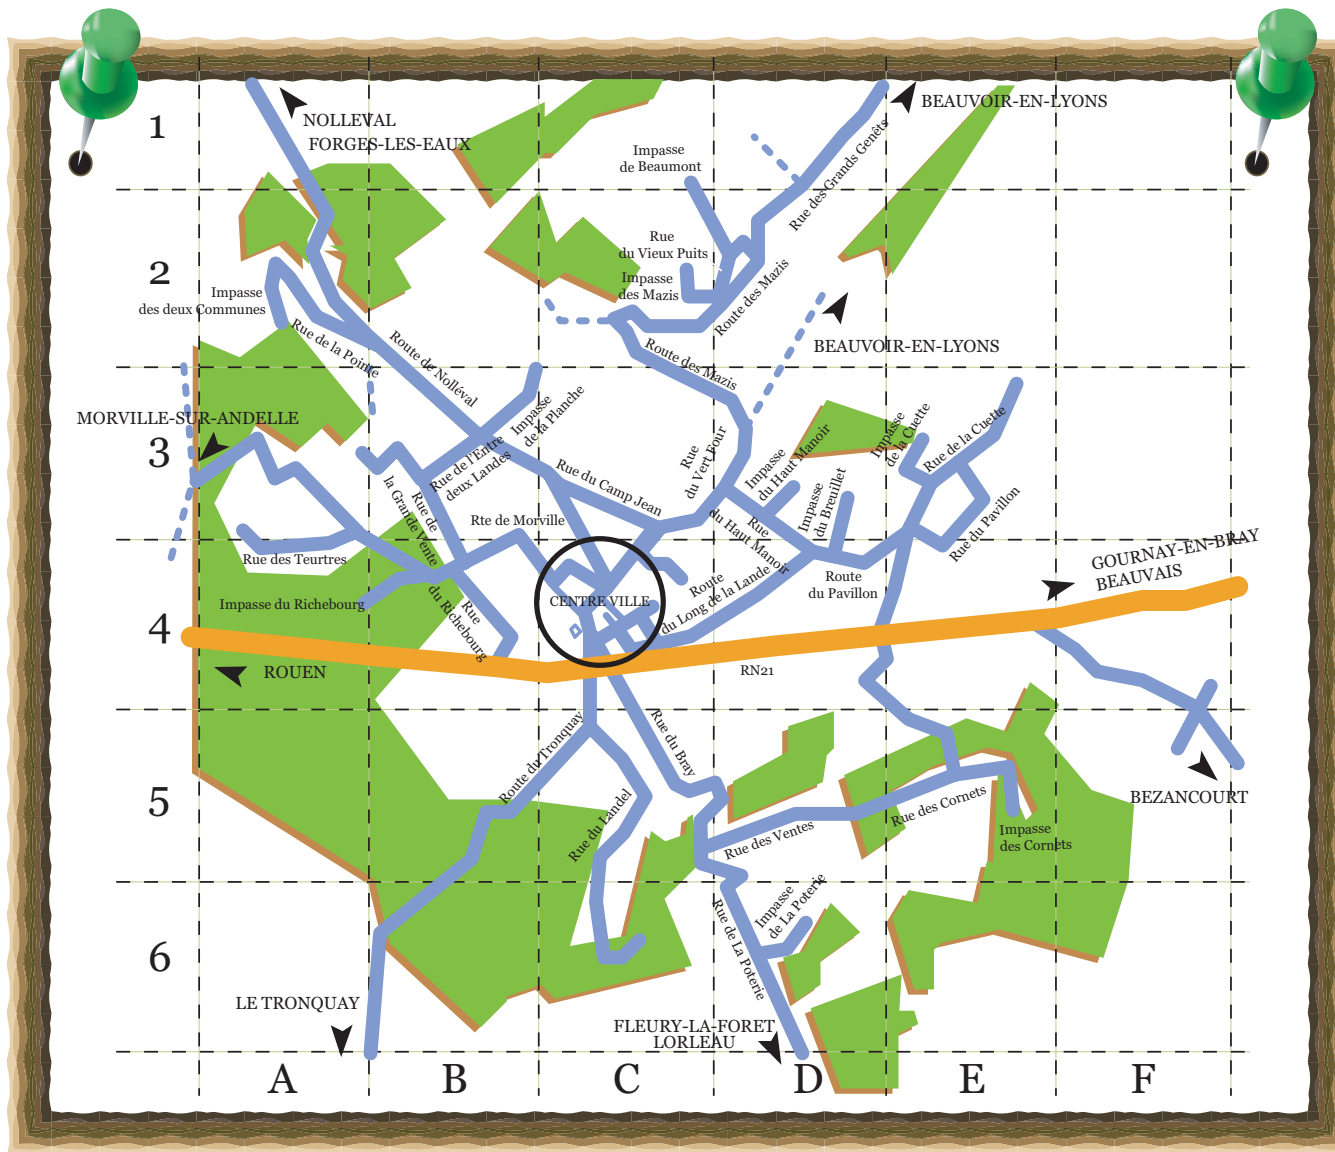 1
NOLLEVAL
FORGES-LES-EAUX
Impasse
de Beaumont
BEAUVOIR-EN-LYONS
Rue des Grands Genêts
2
Impasse
des deux Communes
Rue de la Pointe
Route de Nolléval
Rue
du Vieux Puits
Impasse
des Mazis
Route des Mazis
Route des Mazis
BEAUVOIR-EN-LYONS
3
MORVILLE-SUR-ANDELLE
Impasse
de la Planche
Rue de l'Entre
deux Landes
Rue de
la Grande Vente
Rue du Camp Jean
Rue
du Vert Four
Impasse
du Haut Manoir
Rue
du Haut Manoir
Impasse
du Breuillet
Impasse
de la Cuette
Rue de la Cuette
Rue du Pavillon
Rte de Morville
Rue des Teurtres
4
Impasse du Richebourg
Rue
du Richebourg
CENTRE VILLE
Route
du Long de la Lande
Route
du Pavillon
GOURNAY-EN-BRAY
BEAUVAIS
ROUEN
RN21
5
Route du Tronquay
Rue du Bray
Rue du Landel
Rue des Ventes
Rue des Cornets
Impasse
des Cornets
BEZANCOURT
6
Rue de La Poterie
Impasse
de La Poterie
LE TRONQUAY
FLEURY-LA-FORET
LORLEAU
A
B
C
D
E
F